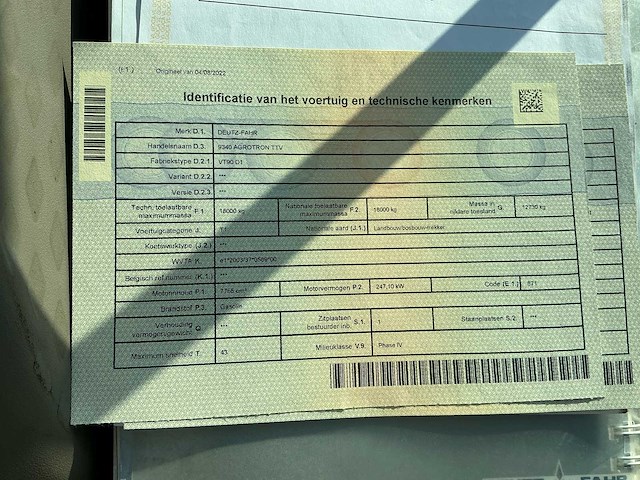 (I F1) Origineel van 04/08/2022
Identificatie van het voertuig en technische kenmerken
Merk D.1. DEUTZ-FAHR
Handelsnaam D.3. 9340 AGROTRON TTV
Fabriekstype D.2.1 VT90 D1
Variant D.2.2. ***
Versie D.2.3. ***
Techn. toelaatbare maximummassa F.1. 18000 kg Nationale toelaatbare maximummassa F.2. 18000 kg Massa in rijklare toestand G.
Voertuigcategorie J. Nationale aard (J.1) Landbouw/bosbouwtrekker
Koetswerktype (J.2) ***
WVTA K.
Belgisch ref.nummer (K.1) ***
Motorinhoud P.1. 7755 cm³ Motorvermogen P.2. 247,10 kW Code (E.1)
Brandstof P.3. Gasolie
Verhouding vermogen/gewicht Q. *** Zitplaatsen bestuurder inb. S.1. 1 Staanplaatsen S.2. ***
Maximum snelheid T. 43 Milieuklasse V.9. Phase IV
FAHR